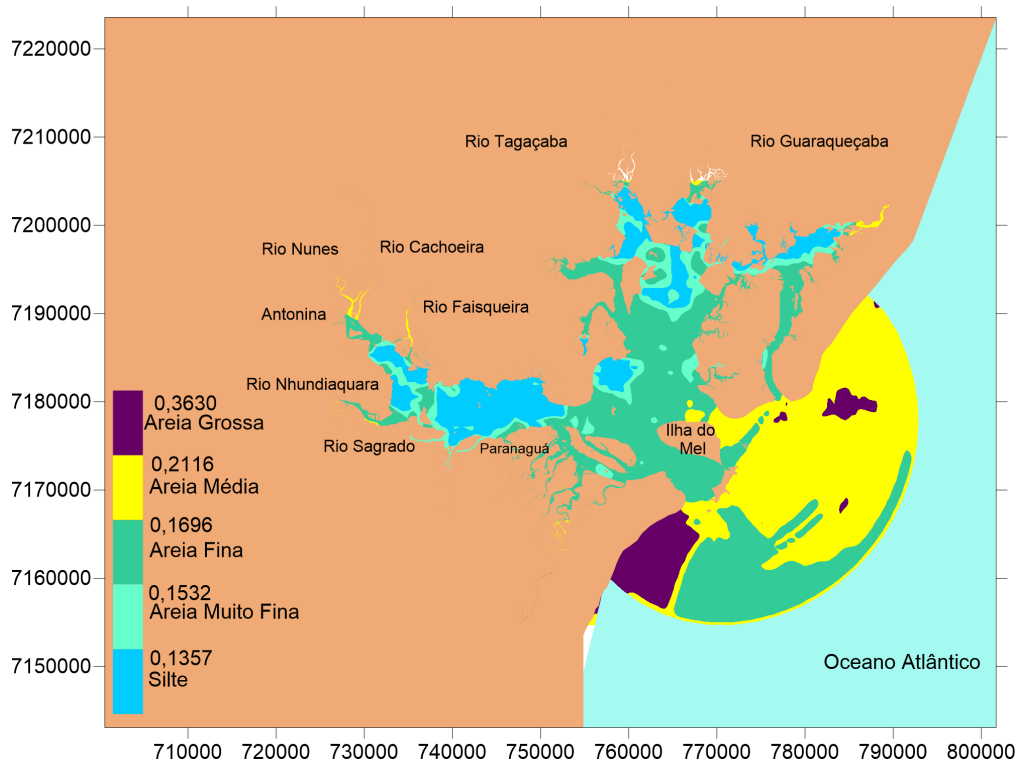 7220000
7210000
7200000
7190000
7180000
7170000
7160000
7150000
Rio Tagaçaba
Rio Guaraqueçaba
Rio Nunes
Rio Cachoeira
Antonina
Rio Faisqueira
Rio Nhundiaquara
Rio Sagrado
Paranaguá
Ilha do
Mel
0,3630
Areia Grossa
0,2116
Areia Média
0,1696
Areia Fina
0,1532
Areia Muito Fina
0,1357
Silte
Oceano Atlântico
710000 720000 730000 740000 750000 760000 770000 780000 790000 800000